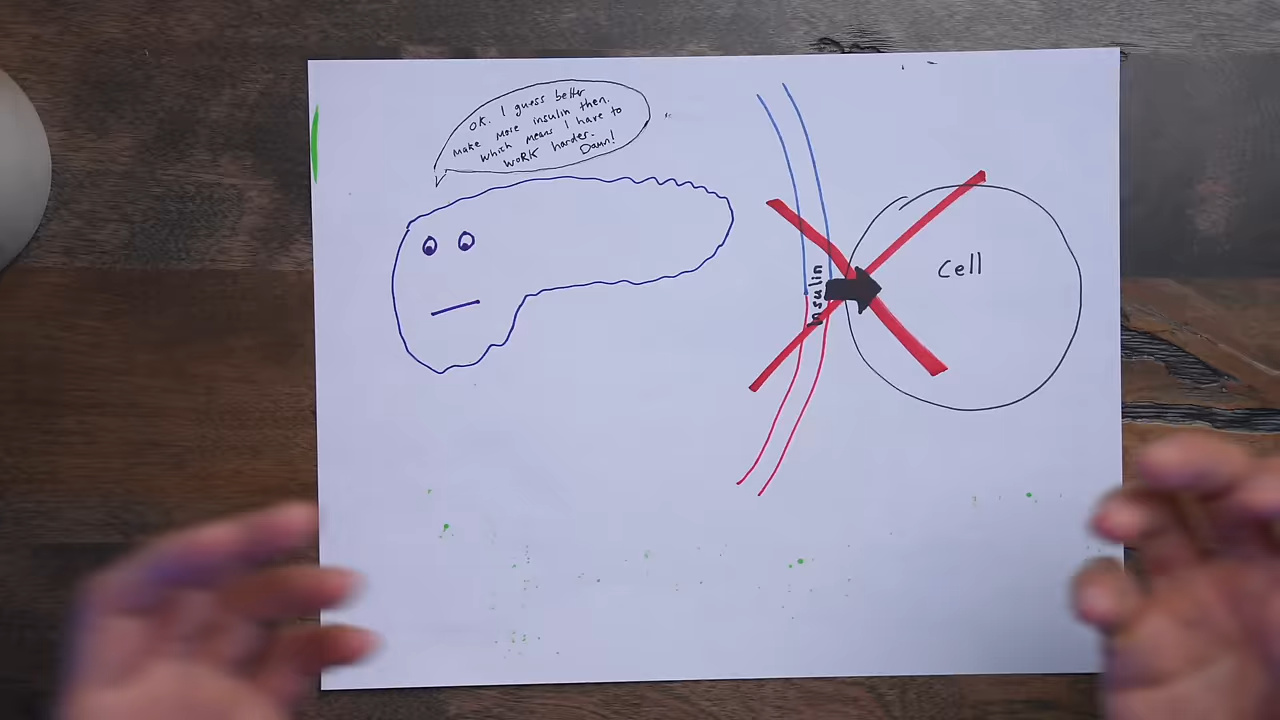 OK. I guess better
make more insulin then.
which means I have to
WORK harder.
Damn!
Insulin
Cell